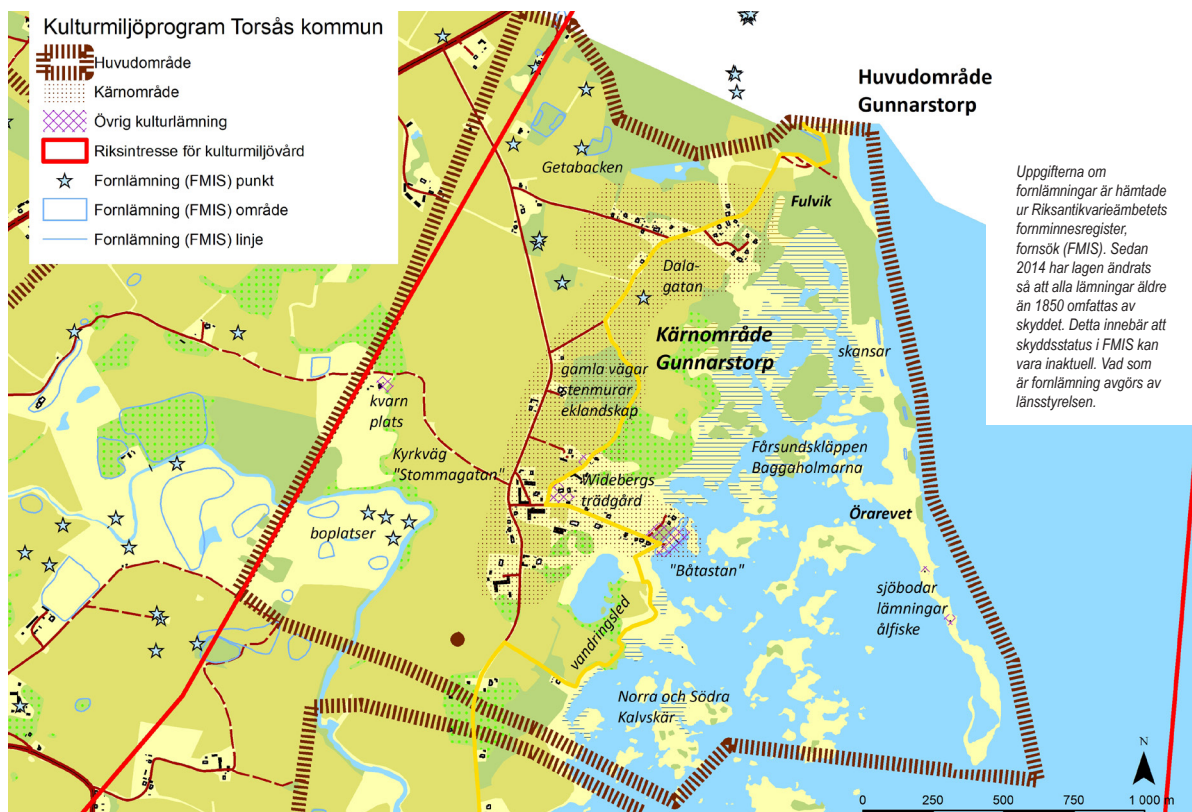 Kulturmiljöprogram Torsås kommun
Huvudområde
Kärnområde
Övrig kulturlämning
Riksintresse för kulturmiljövård
Fornlämning (FMIS) punkt
Fornlämning (FMIS) område
Fornlämning (FMIS) linje
Huvudområde
Gunnarstorp
Uppgifterna om
fornlämningar är hämtade
ur Riksantikvarieämbetets
fornminnesregister,
fornsök (FMIS). Sedan
2014 har lagen ändrats
så att alla lämningar äldre
än 1850 omfattas av
skyddet. Detta innebär att
skyddsstatus i FMIS kan
vara inaktuell. Vad som
är fornlämning avgörs av
länsstyrelsen.
Getabacken
Fulvik
Dala-
gatan
Kärnområde
Gunnarstorp
skansar
gamla vägar
stenmurar
eklandskap
kvarn
plats
Kyrkväg
"Stommagatan"
Fårsundskläppen
Baggaholmarna
Widebergs
trädgård
Örarevet
boplatser
"Båtastan"
sjöbodar
lämningar
ålfiske
vandringsled
Norra och Södra
Kalvskär
N
0 250 500 750 1 000 m